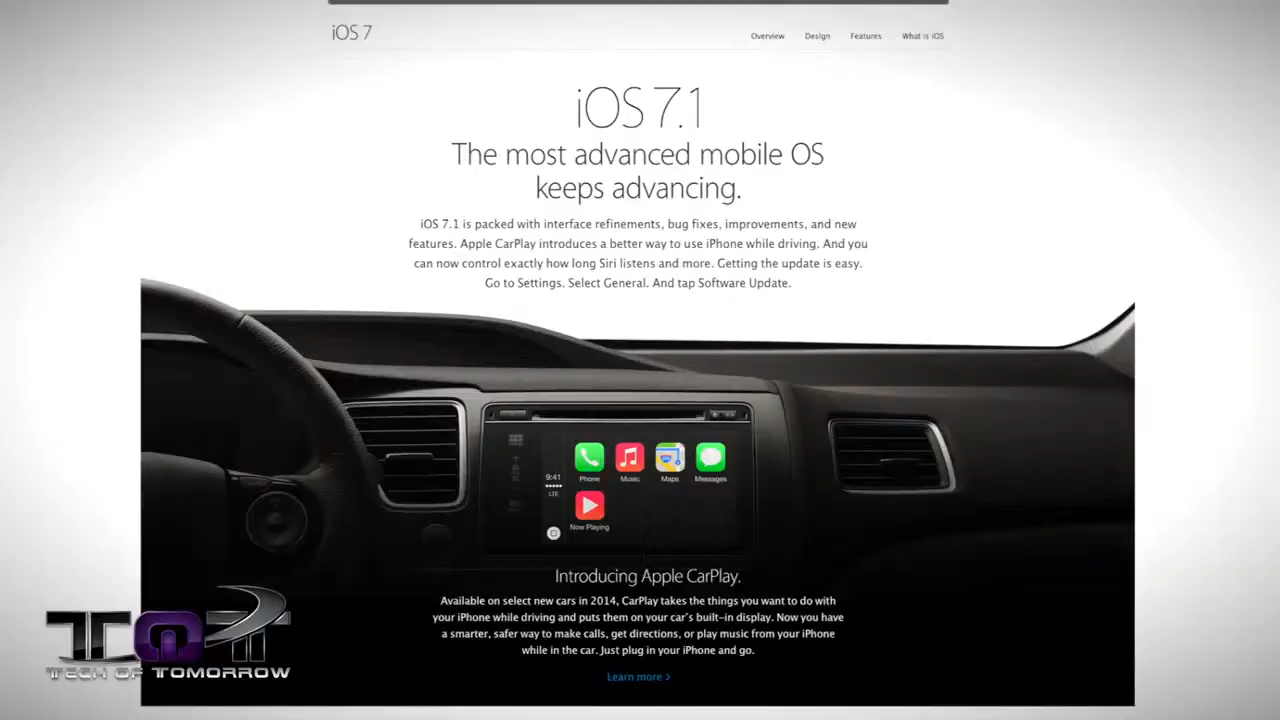 iOS 7
Overview Design Features What is iOS
iOS 7.1
The most advanced mobile OS
keeps advancing.
iOS 7.1 is packed with interface refinements, bug fixes, improvements, and new
features. Apple CarPlay introduces a better way to use iPhone while driving. And you
can now control exactly how long Siri listens and more. Getting the update is easy.
Go to Settings. Select General. And tap Software Update.
9:41
LTE
Phone Music Maps Messages
Now Playing
Introducing Apple CarPlay.
Available on select new cars in 2014, CarPlay takes the things you want to do with
your iPhone while driving and puts them on your car's built-in display. Now you have
a smarter, safer way to make calls, get directions, or play music from your iPhone
while in the car. Just plug in your iPhone and go.
Learn more >
TOT
TECH OF TOMORROW